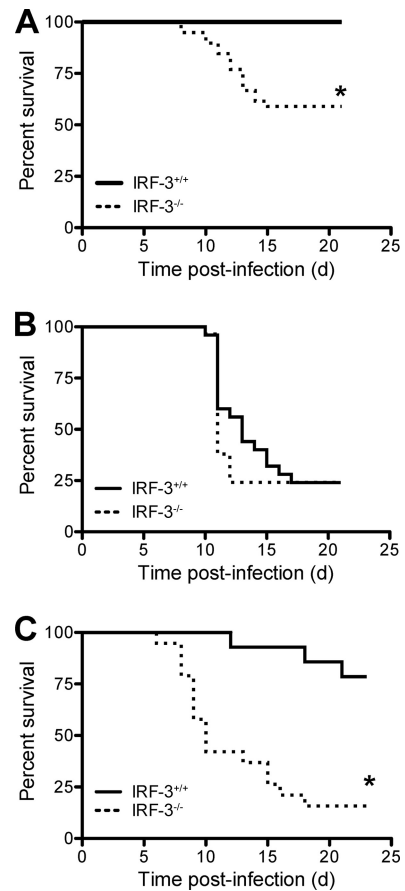 A
100
75
50
25
0
Percent survival
*
IRF-3+/+
IRF-3-/-
0 5 10 15 20 25
Time post-infection (d)
B
100
75
50
25
0
Percent survival
IRF-3+/+
IRF-3-/-
0 5 10 15 20 25
Time post-infection (d)
C
100
75
50
25
0
Percent survival
*
IRF-3+/+
IRF-3-/-
0 5 10 15 20 25
Time post-infection (d)